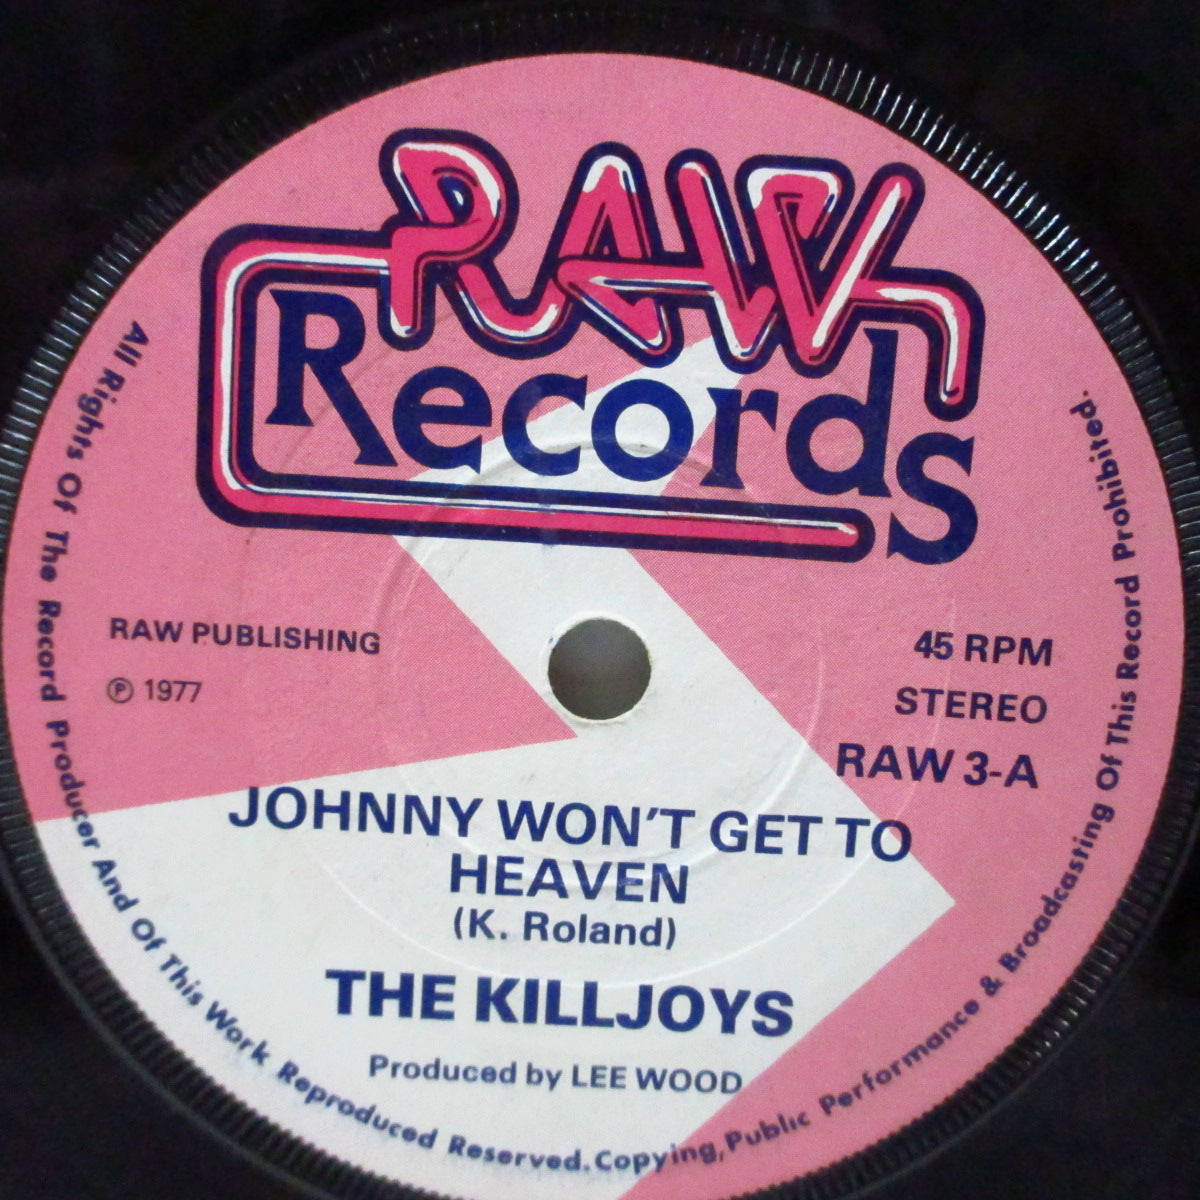 RAW
Records
RAW PUBLISHING
℗ 1977
45 RPM
STEREO
RAW 3-A
JOHNNY WON'T GET TO
HEAVEN
(K. Roland)
THE KILLJOYS
Produced by LEE WOOD
All Rights Of The Record Producer And Of This Work Reproduced Reserved. Copying, Public Performance & Broadcasting Of This Record Prohibited.